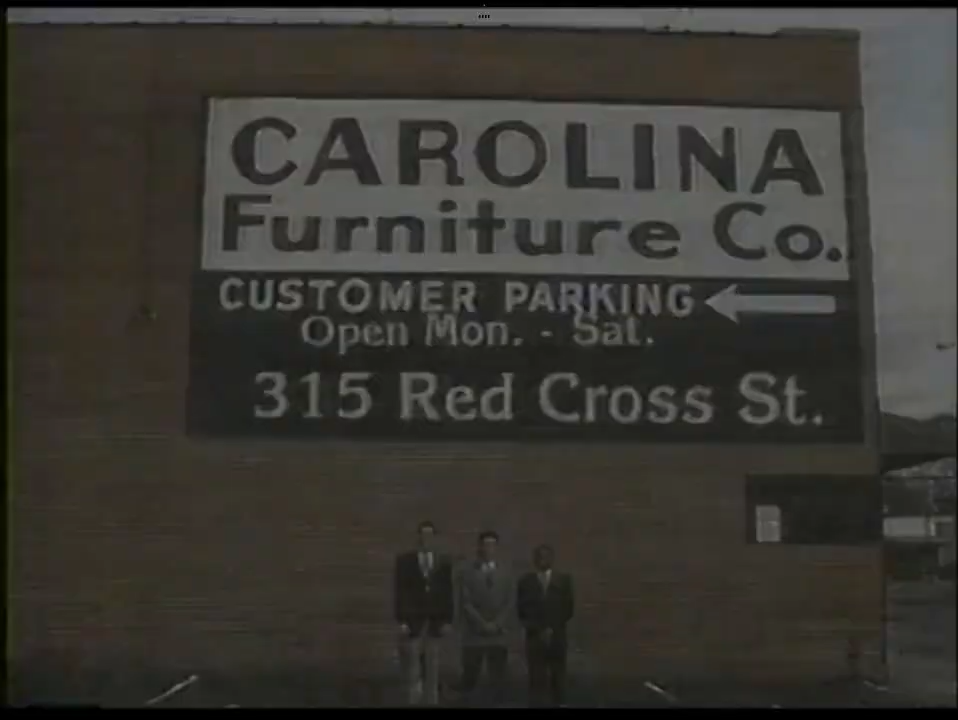 CAROLINA
Furniture Co.
CUSTOMER PARKING
Open Mon. - Sat.
315 Red Cross St.